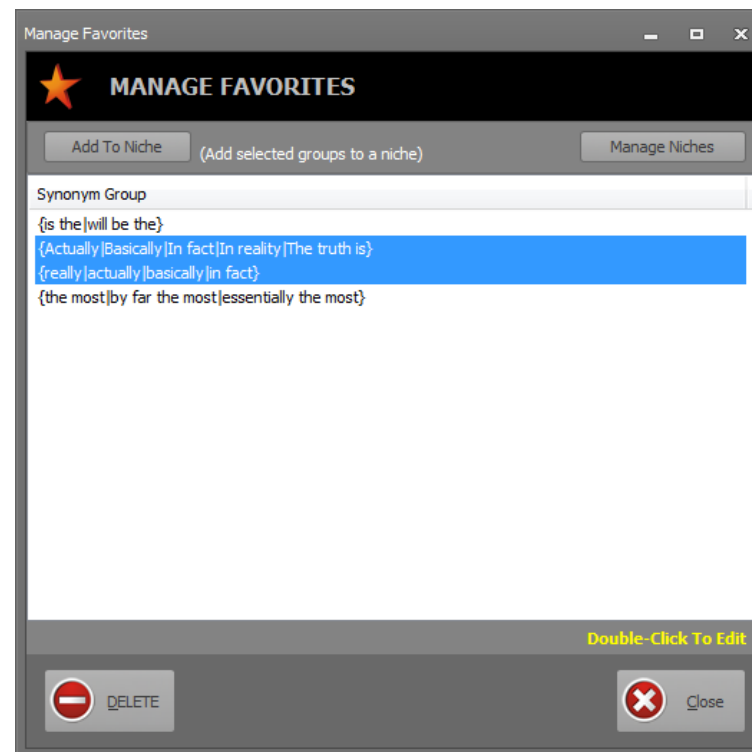 Manage Favorites
MANAGE FAVORITES
Add To Niche (Add selected groups to a niche) Manage Niches
Synonym Group
{is the|will be the}
{Actually|Basically|In fact|In reality|The truth is}
{really|actually|basically|in fact}
{the most|by far the most|essentially the most}
Double-Click To Edit
DELETE Close